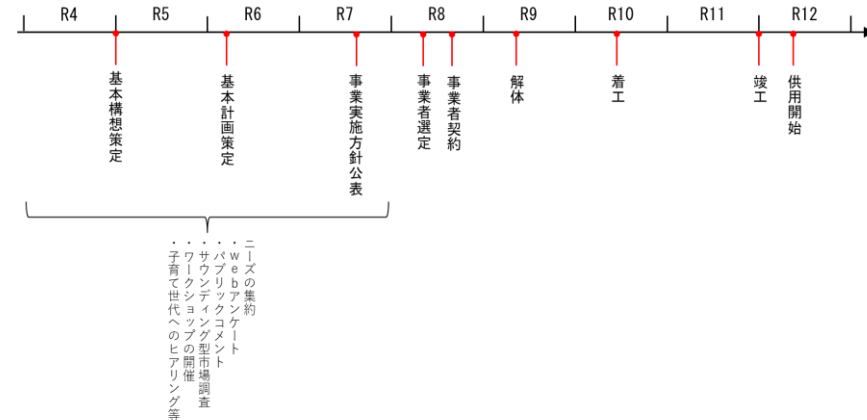 R4
R5
R6
R7
R8
R9
R10
R11
R12
基本構想策定
基本計画策定
事業実施方針公表
事業者選定
事業者契約
解体
着工
竣工
供用開始
ニーズの集約
・webアンケート
・パブリックコメント
・サウンディング型市場調査
・ワークショップの開催
・子育て世代へのヒアリング等